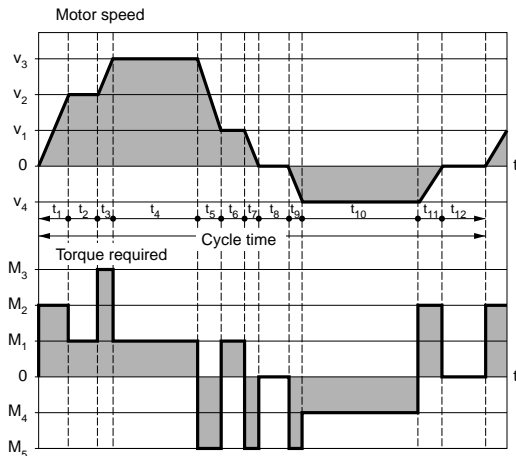 Motor speed
v3
v2
v1
0
t
v4
t1 t2 t3 t4 t5 t6 t7 t8 t9 t10 t11 t12
Cycle time
Torque required
M3
M2
M1
0
t
M4
M5